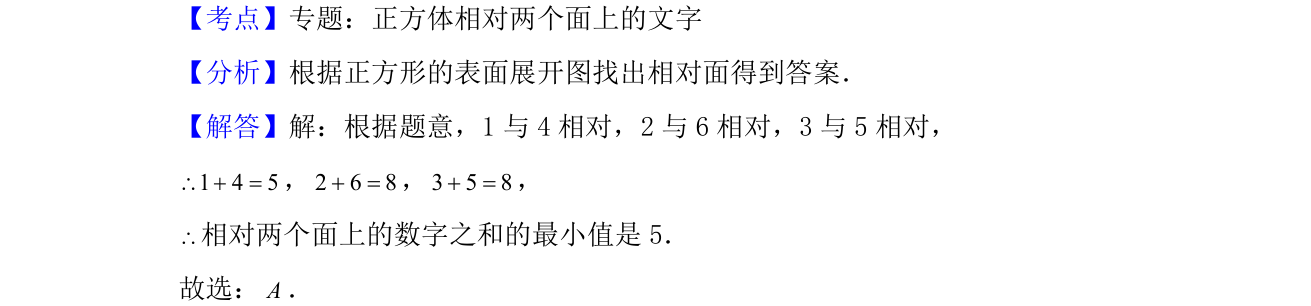 【考点】专题：正方体相对两个面上的文字
【分析】根据正方形的表面展开图找出相对面得到答案．
【解答】解：根据题意，1 与 4 相对，2 与 6 相对，3 与 5 相对，
∴1+4=5，2+6=8，3+5=8，
∴相对两个面上的数字之和的最小值是 5．
故选：A．